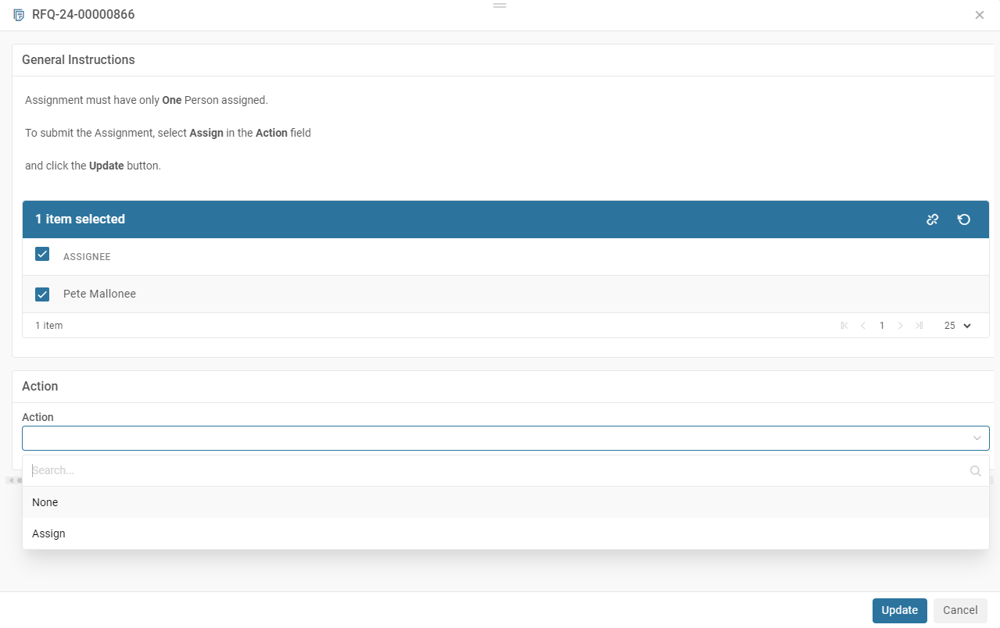 RFQ-24-00000866
General Instructions
Assignment must have only One Person assigned.
To submit the Assignment, select Assign in the Action field
and click the Update button.
1 item selected
ASSIGNEE
Pete Mallonee
1 item
1
25
Action
Action
Search...
None
Assign
Update
Cancel